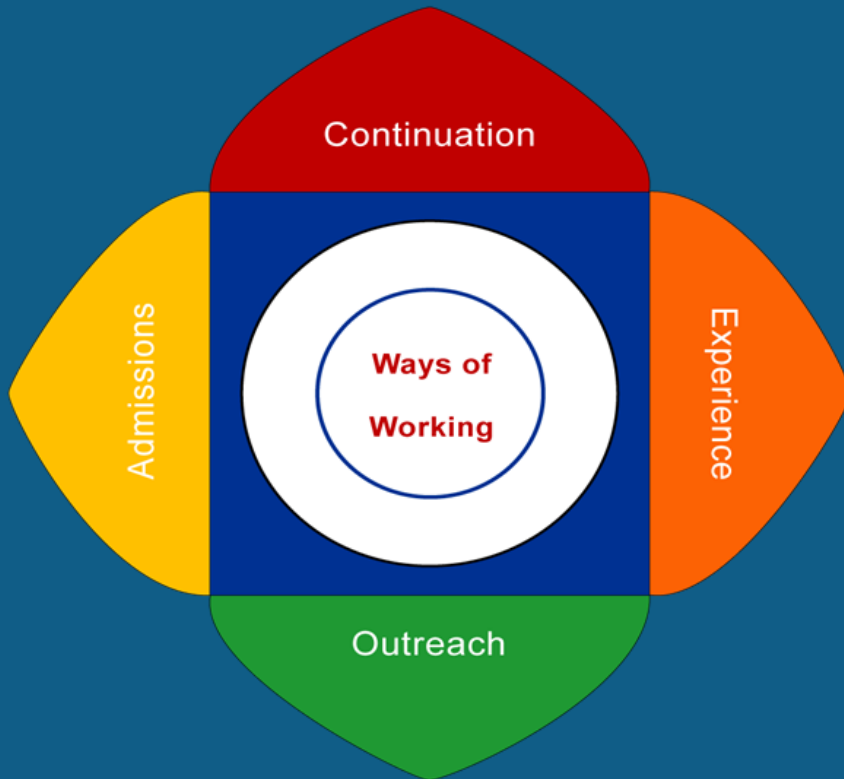 Continuation
Admissions
Ways of
Working
Experience
Outreach